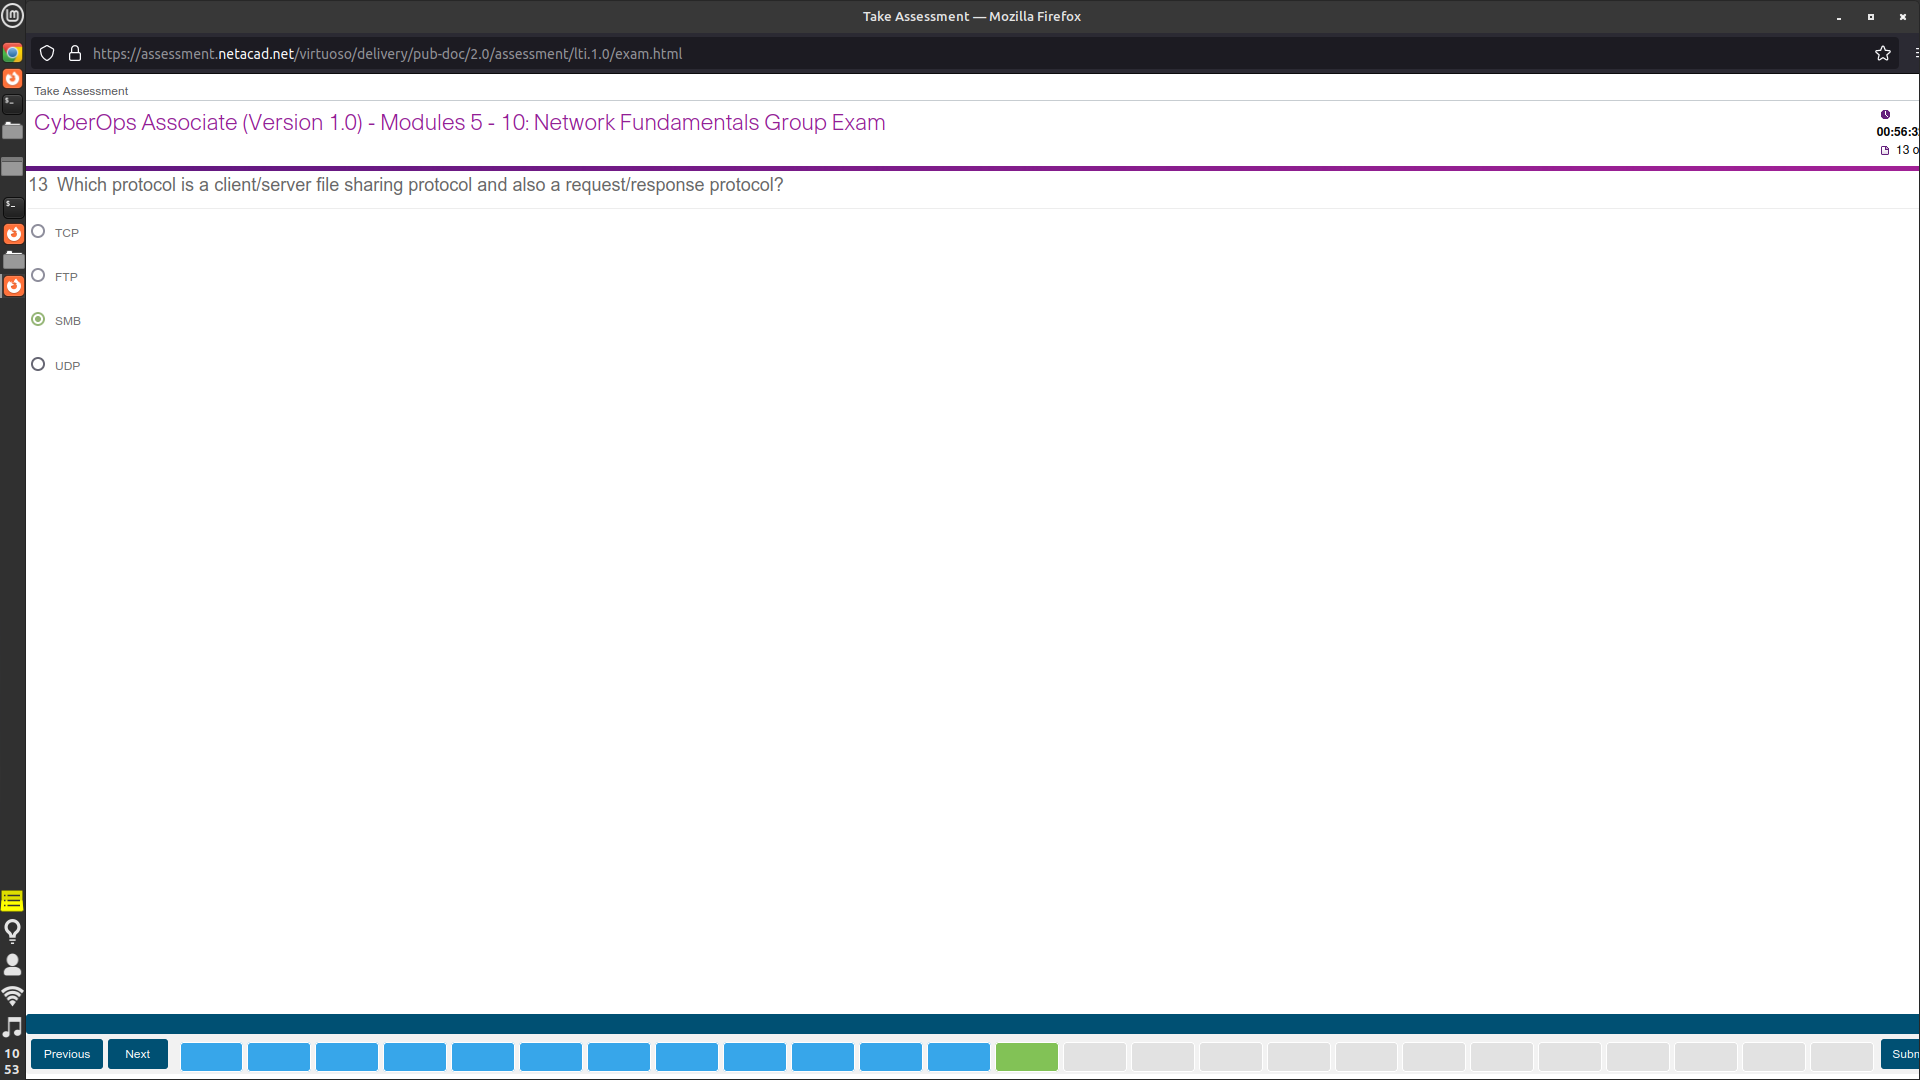 Take Assessment — Mozilla Firefox
https://assessment.netacad.net/virtuoso/delivery/pub-doc/2.0/assessment/lti.1.0/exam.html
Take Assessment
CyberOps Associate (Version 1.0) - Modules 5 - 10: Network Fundamentals Group Exam
00:56:3
13 o
13 Which protocol is a client/server file sharing protocol and also a request/response protocol?
TCP
FTP
SMB
UDP
Previous
Next
Subm
10
53